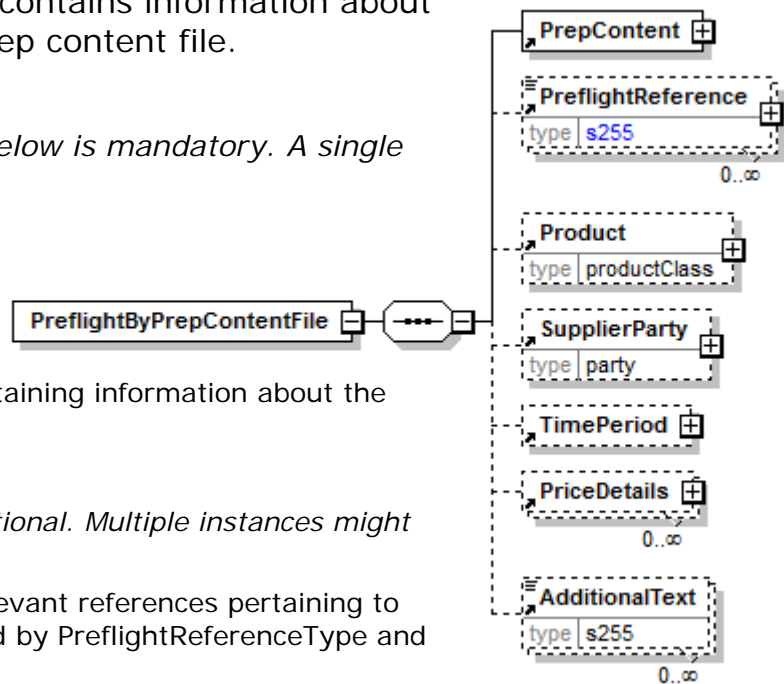 contains information about
ep content file.
elow is mandatory. A single
taining information about the
tional. Multiple instances might
evant references pertaining to
d by PreflightReferenceType and
PreflightByPrepContentFile
PrepContent
PreflightReference
type s255
0..∞
Product
type productClass
SupplierParty
type party
TimePeriod
PriceDetails
0..∞
AdditionalText
type s255
0..∞